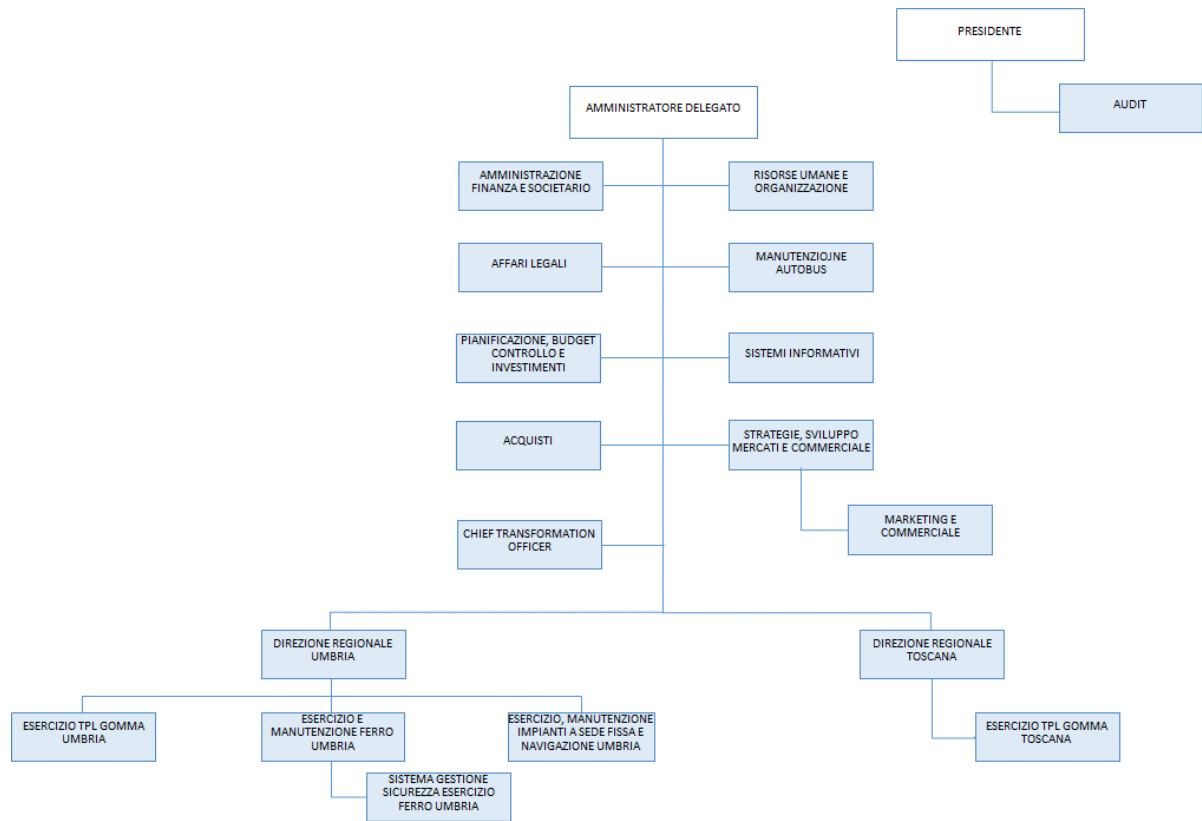 PRESIDENTE
AUDIT
AMMINISTRATORE DELEGATO
AMMINISTRAZIONE
FINANZA E SOCIETARIO
RISORSE UMANE E
ORGANIZZAZIONE
AFFARI LEGALI
MANUTENZIOJNE
AUTOBUS
PIANIFICAZIONE, BUDGET
CONTROLLO E
INVESTIMENTI
SISTEMI INFORMATIVI
ACQUISTI
STRATEGIE, SVILUPPO
MERCATI E COMMERCIALE
MARKETING E
COMMERCIALE
CHIEF TRANSFORMATION
OFFICER
DIREZIONE REGIONALE
UMBRIA
DIREZIONE REGIONALE
TOSCANA
ESERCIZIO TPL GOMMA
UMBRIA
ESERCIZIO E
MANUTENZIONE FERRO
UMBRIA
ESERCIZIO, MANUTENZIONE
IMPIANTI A SEDE FISSA E
NAVIGAZIONE UMBRIA
ESERCIZIO TPL GOMMA
TOSCANA
SISTEMA GESTIONE
SICUREZZA ESERCIZIO
FERRO UMBRIA